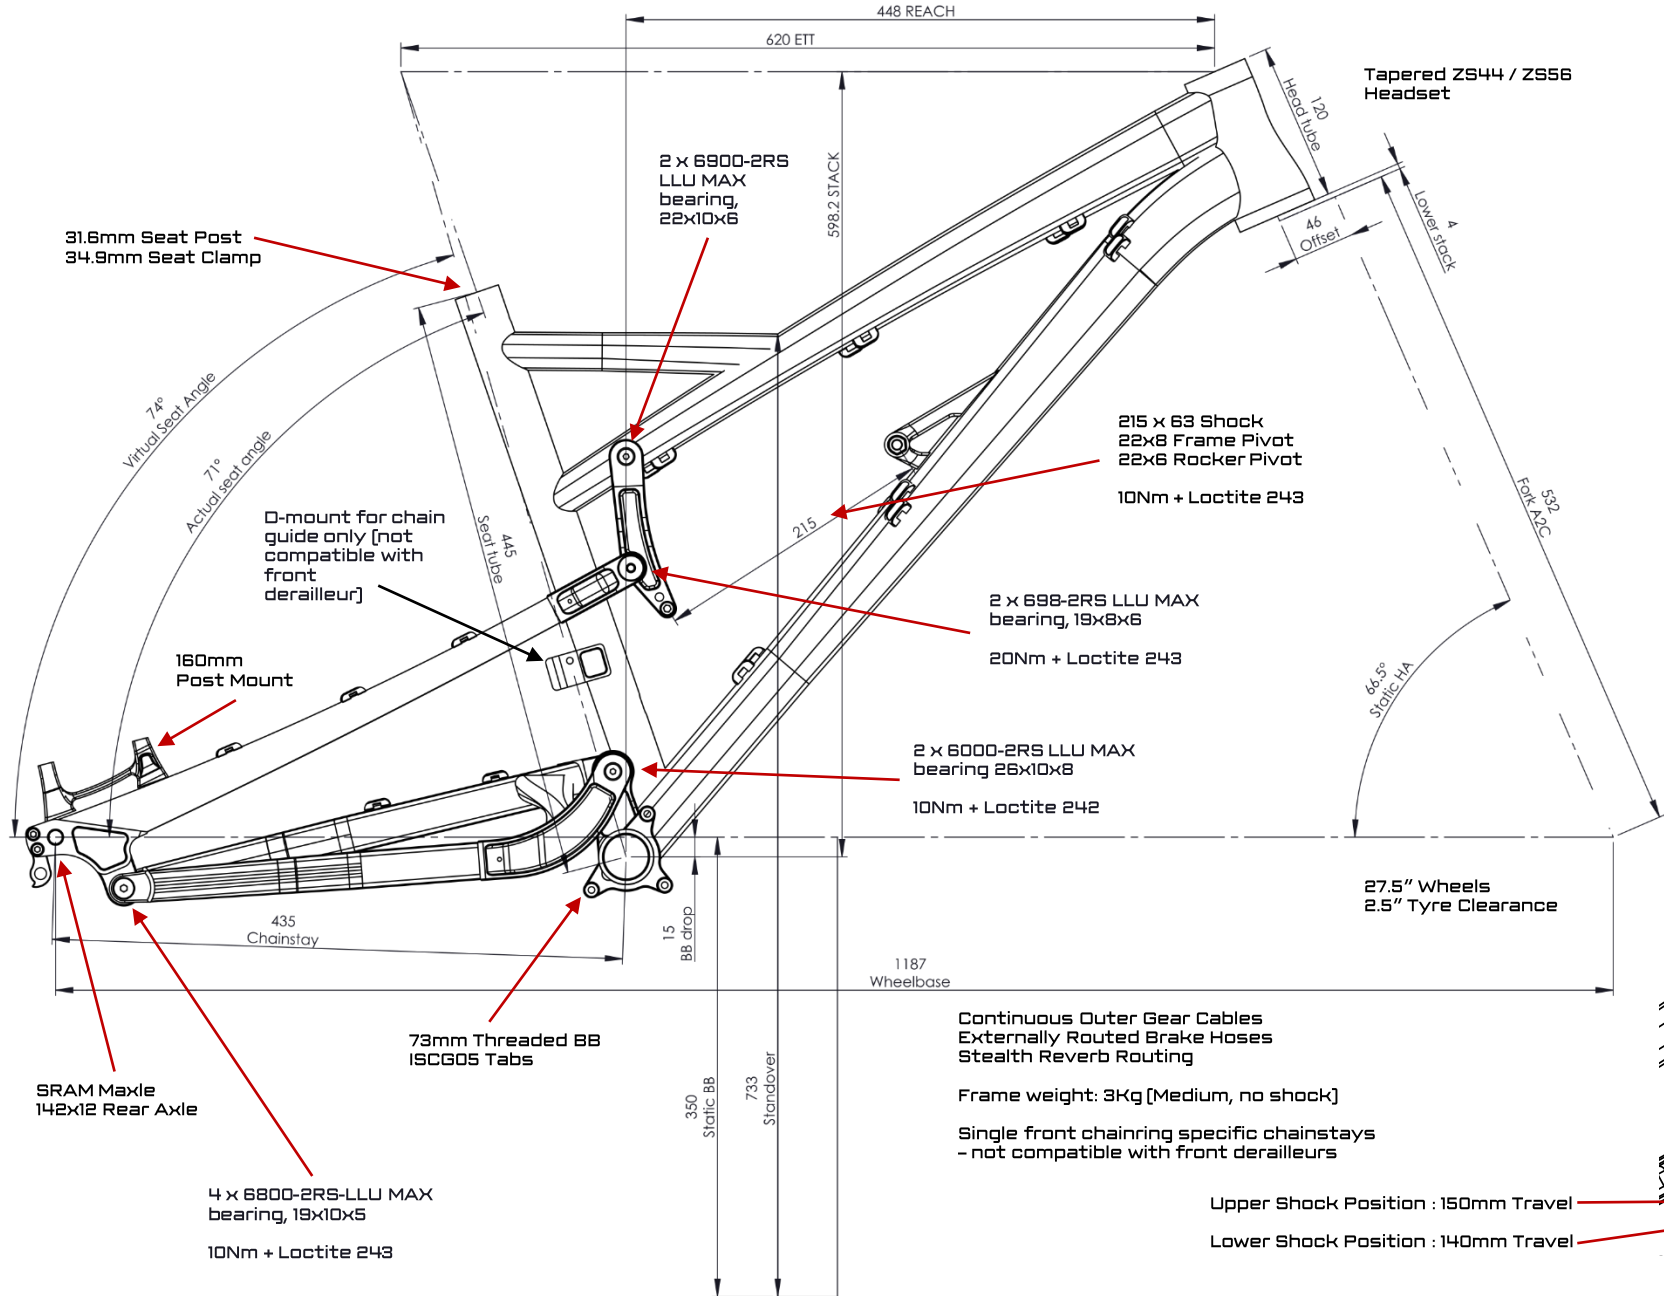 448 REACH
620 ETT
Tapered ZS44 / ZS56
Headset
120
Head tube
598.2 STACK
2 x 6900-2RS
LLU MAX
bearing,
22x10x6
4
Lower stack
46
Offset
31.6mm Seat Post
34.9mm Seat Clamp
74°
Virtual Seat Angle
71°
Actual seat angle
215 x 63 Shock
22x8 Frame Pivot
22x6 Rocker Pivot
10Nm + Loctite 243
532
Fork A2C
D-mount for chain
guide only (not
compatible with
front
derailleur)
445
Seat tube
215
2 x 698-2RS LLU MAX
bearing, 19x8x6
20Nm + Loctite 243
160mm
Post Mount
66.5°
Static HA
2 x 6000-2RS LLU MAX
bearing 26x10x8
10Nm + Loctite 242
27.5" Wheels
2.5" Tyre Clearance
435
Chainstay
15
BB drop
1187
Wheelbase
73mm Threaded BB
ISCG05 Tabs
Continuous Outer Gear Cables
Externally Routed Brake Hoses
Stealth Reverb Routing
Frame weight: 3Kg (Medium, no shock)
Single front chainring specific chainstays
- not compatible with front derailleurs
SRAM Maxle
142x12 Rear Axle
350
Static BB
733
Standover
4 x 6800-2RS-LLU MAX
bearing, 19x10x5
10Nm + Loctite 243
Upper Shock Position : 150mm Travel
Lower Shock Position : 140mm Travel